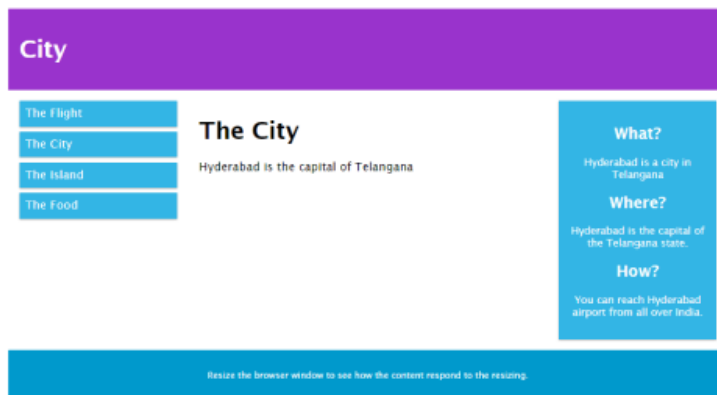 City
The Flight
The City
The Island
The Food
The City
Hyderabad is the capital of Telangana
What?
Hyderabad is a city in
Telangana
Where?
Hyderabad is the capital of
the Telangana state.
How?
You can reach Hyderabad
airport from all over India.
Resize the browser window to see how the content respond to the resizing.